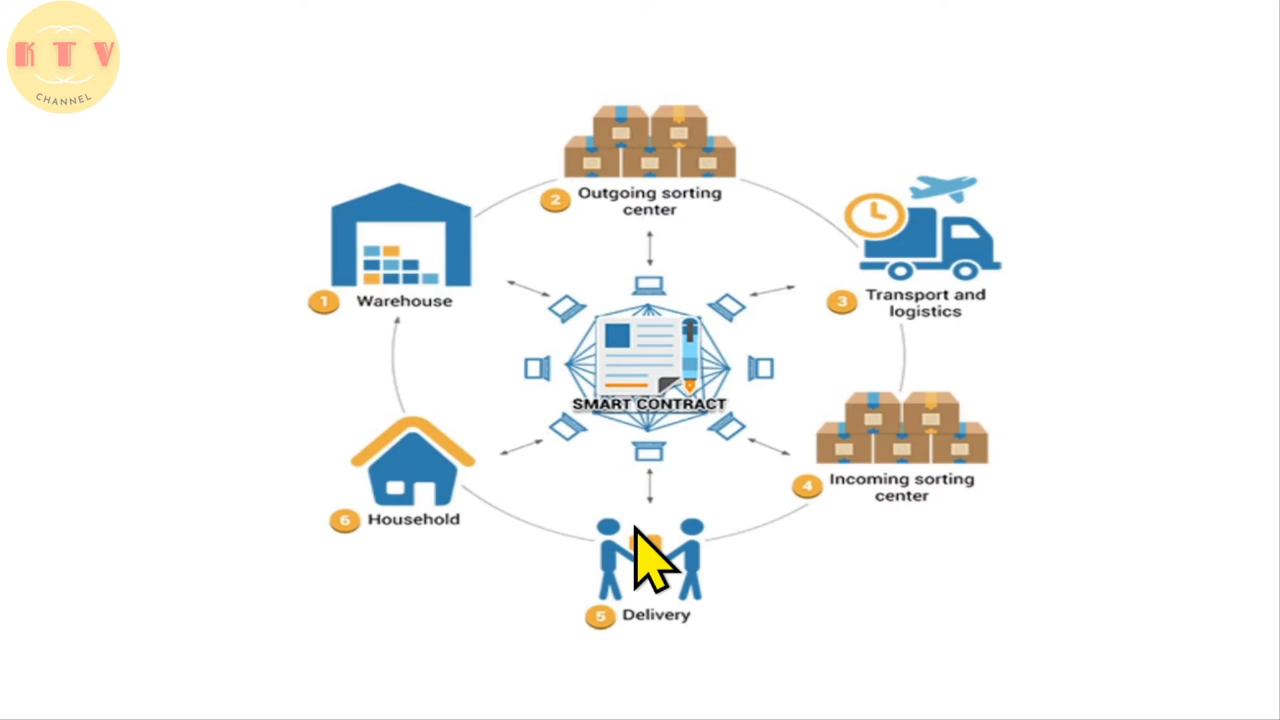 K T V
CHANNEL
2
Outgoing sorting
center
1
Warehouse
3
Transport and
logistics
SMART CONTRACT
4
Incoming sorting
center
6
Household
5
Delivery